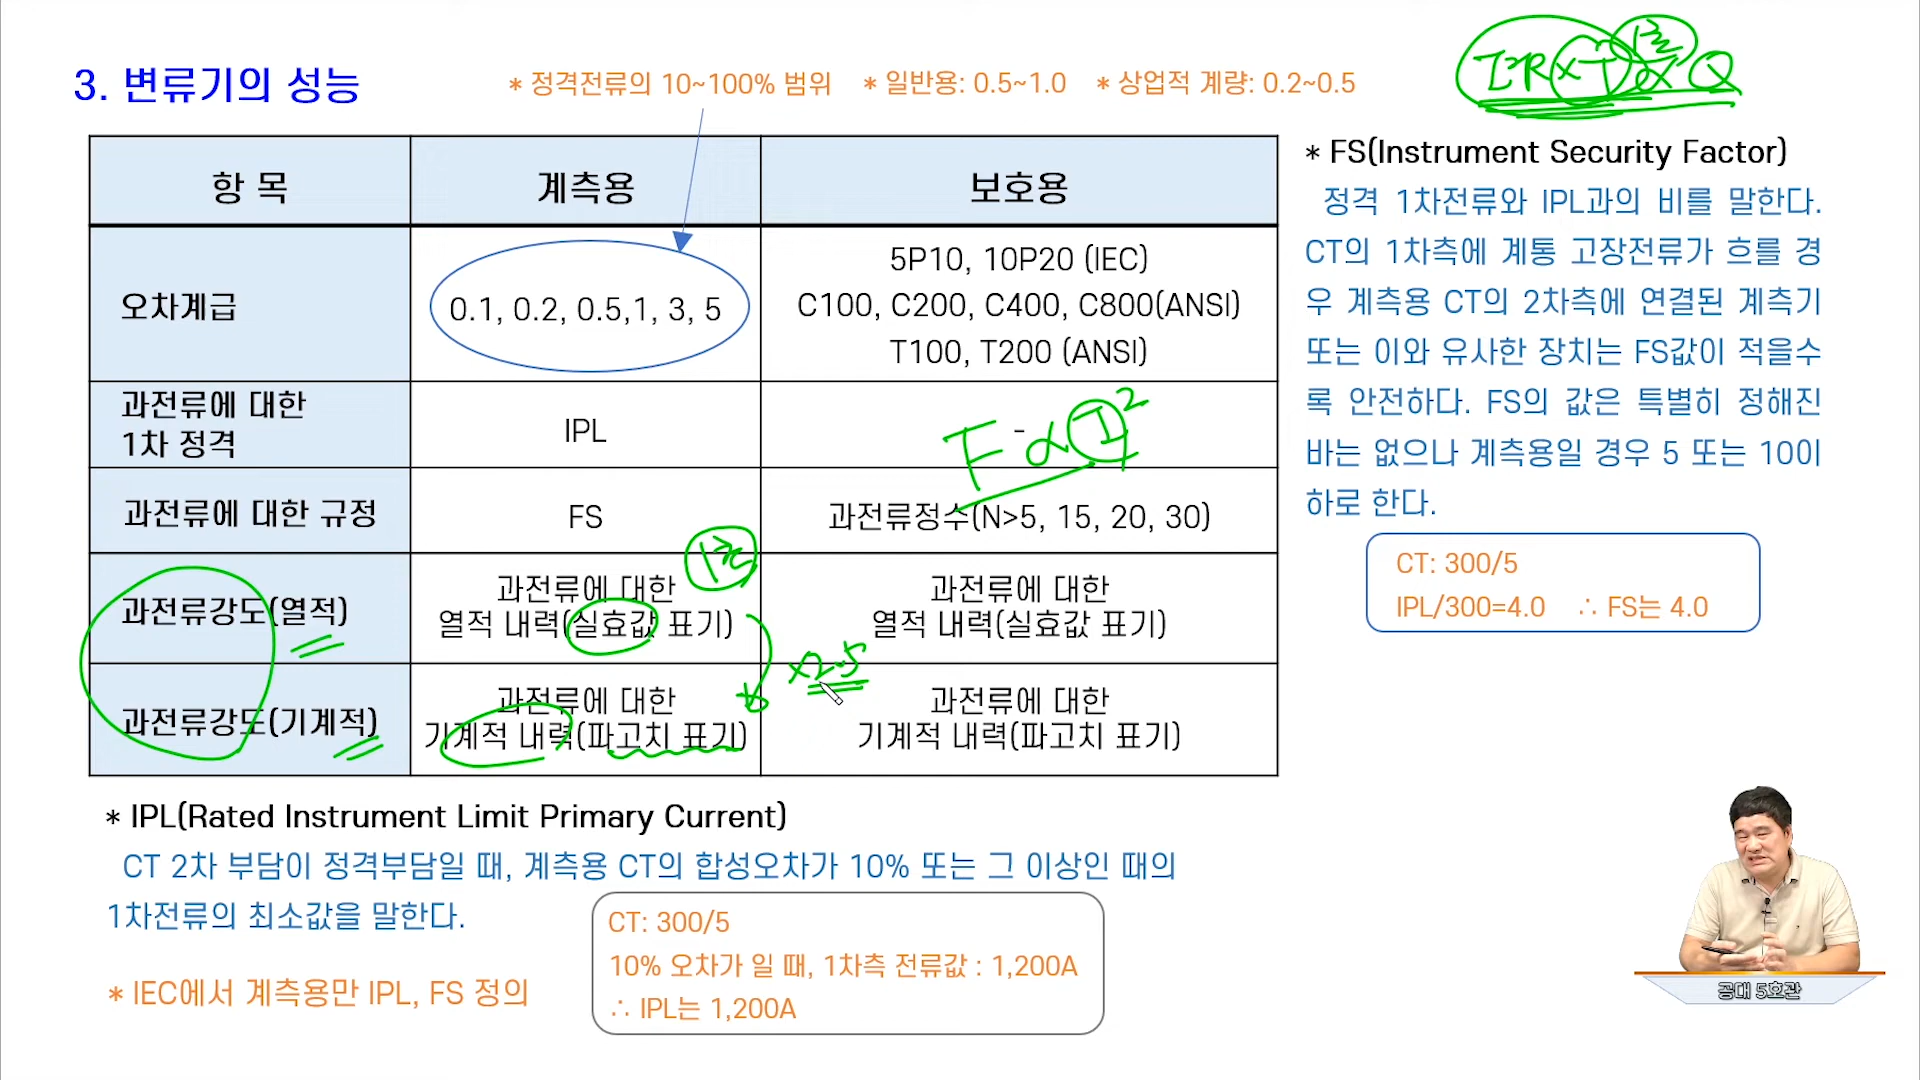 3. 변류기의 성능
* 정격전류의 10~100% 범위 * 일반용: 0.5~1.0 * 상업적 계량: 0.2~0.5
I²R×T α Q
1초
항 목 계측용 보호용
오차계급
0.1, 0.2, 0.5,1, 3, 5
5P10, 10P20 (IEC)
C100, C200, C400, C800(ANSI)
T100, T200 (ANSI)
과전류에 대한
1차 정격
IPL
-
F α I²
과전류에 대한 규정
FS
과전류정수(N>5, 15, 20, 30)
1초
과전류강도(열적)
과전류에 대한
열적 내력(실효값 표기)
과전류에 대한
열적 내력(실효값 표기)
×2.5
과전류강도(기계적)
과전류에 대한
기계적 내력(파고치 표기)
과전류에 대한
기계적 내력(파고치 표기)
* FS(Instrument Security Factor)
정격 1차전류와 IPL과의 비를 말한다.
CT의 1차측에 계통 고장전류가 흐를 경
우 계측용 CT의 2차측에 연결된 계측기
또는 이와 유사한 장치는 FS값이 적을수
록 안전하다. FS의 값은 특별히 정해진
바는 없으나 계측용일 경우 5 또는 10이
하로 한다.
CT: 300/5
IPL/300=4.0 ∴ FS는 4.0
* IPL(Rated Instrument Limit Primary Current)
CT 2차 부담이 정격부담일 때, 계측용 CT의 합성오차가 10% 또는 그 이상인 때의
1차전류의 최소값을 말한다.
CT: 300/5
10% 오차가 일 때, 1차측 전류값 : 1,200A
∴ IPL는 1,200A
* IEC에서 계측용만 IPL, FS 정의
공대 5호관